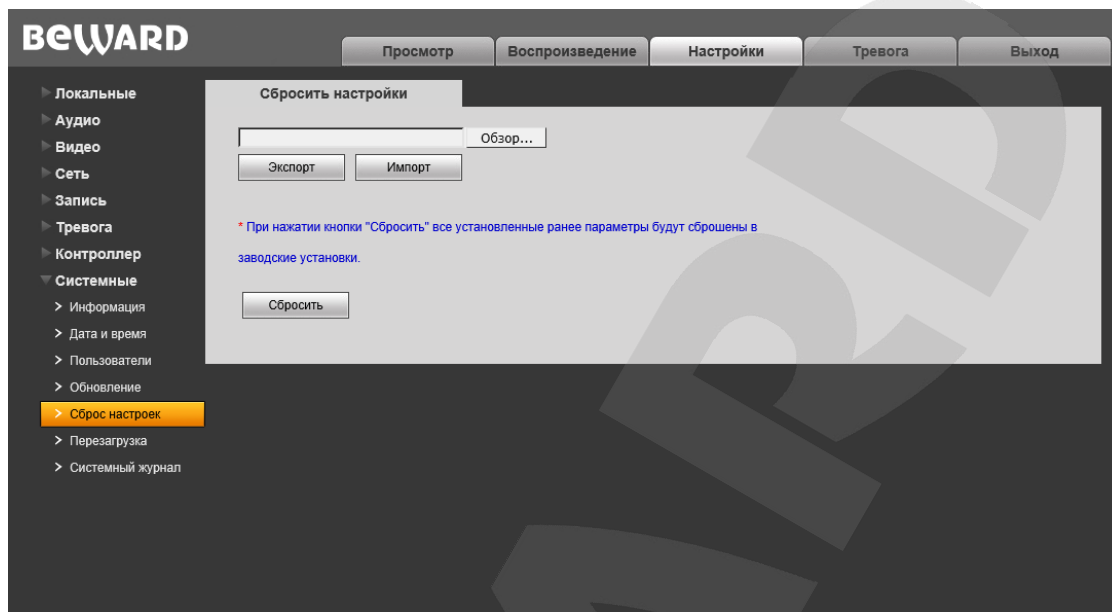 BEWARD
Просмотр Воспроизведение Настройки Тревога Выход
Локальные
Аудио
Видео
Сеть
Запись
Тревога
Контроллер
Системные
Информация
Дата и время
Пользователи
Обновление
Сброс настроек
Перезагрузка
Системный журнал
Сбросить настройки
Обзор...
Экспорт Импорт
* При нажатии кнопки "Сбросить" все установленные ранее параметры будут сброшены в
заводские установки.
Сбросить